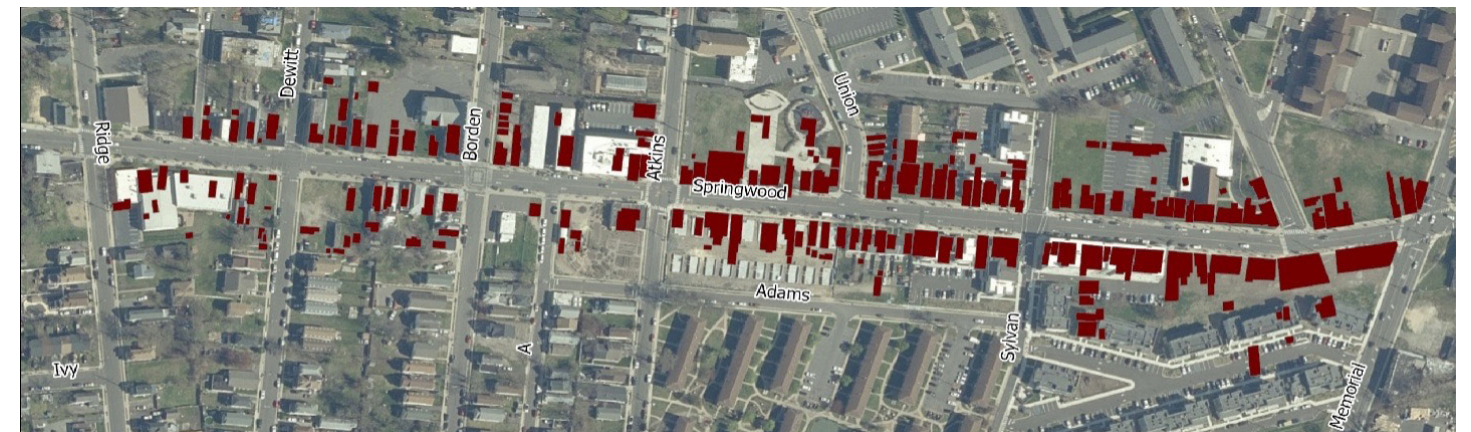 Dewitt
Union
Ridge
Borden
Atkins
Springwood
Adams
Sylvan
A
Ivy
Memorial